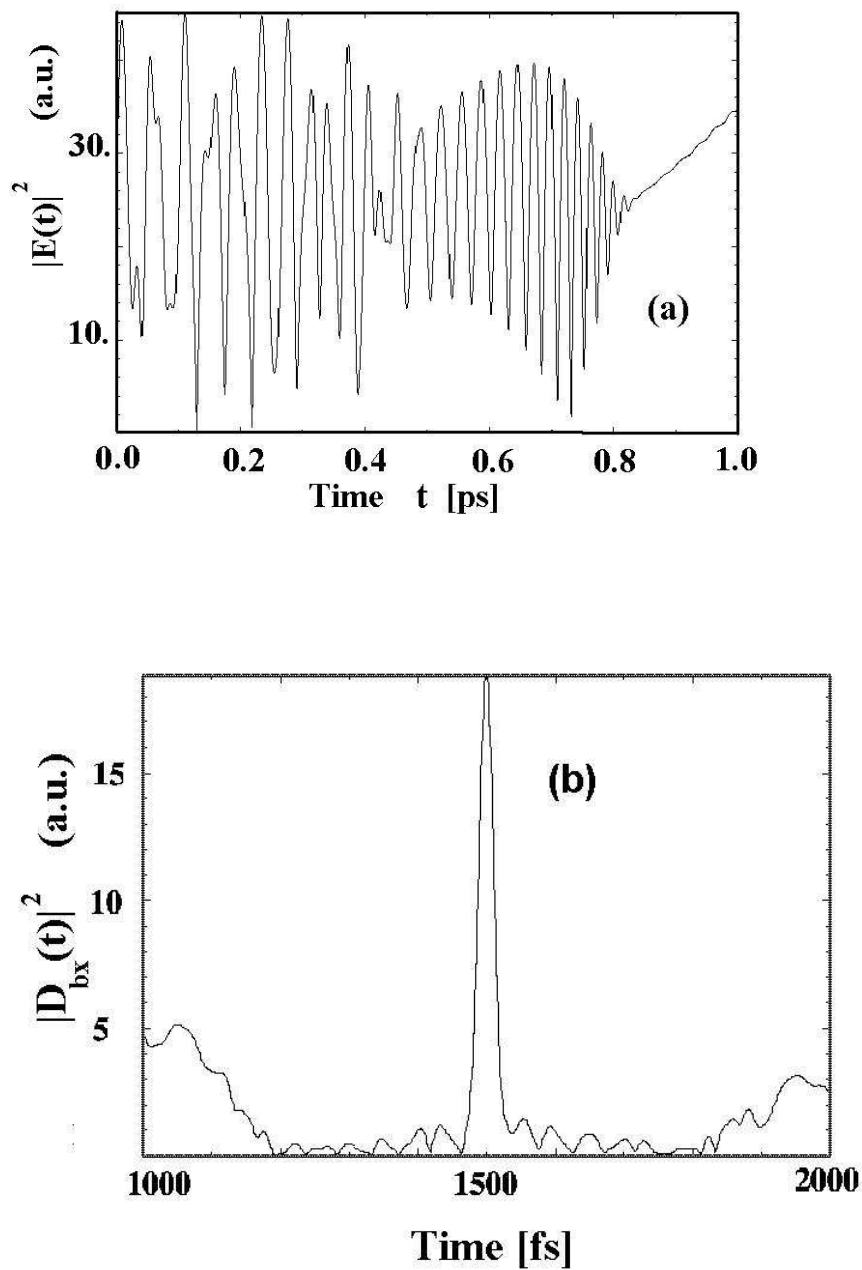 |E(t)|² (a.u.)
30.
10.
(a)
0.0 0.2 0.4 0.6 0.8 1.0
Time t [ps]
|D_bx(t)|² (a.u.)
15
10
5
(b)
1000 1500 2000
Time [fs]